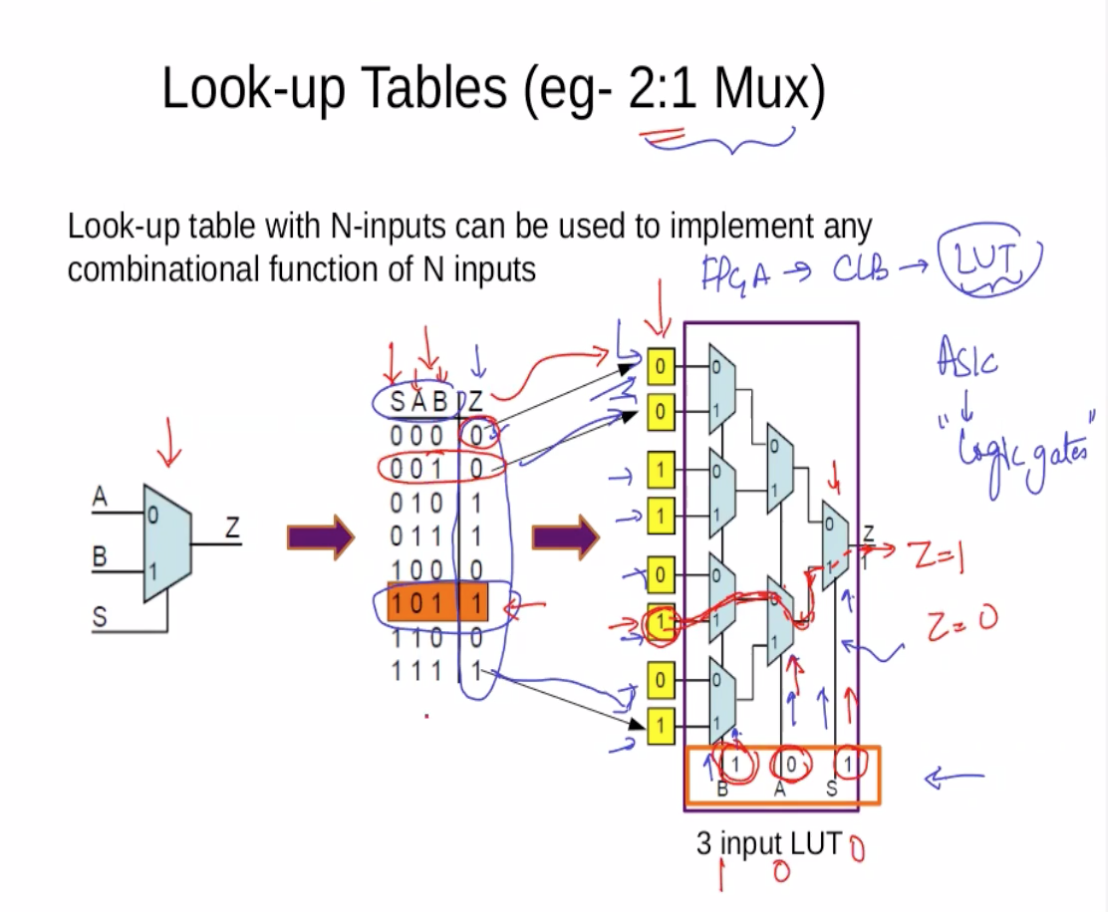 Look-up Tables (eg- 2:1 Mux)
Look-up table with N-inputs can be used to implement any
combinational function of N inputs
FPGA → CLB → LUT
ASIC
↓
"Logic gates"
A
B
S
0
1
Z
S A B Z
0 0 0 0
0 0 1 0
0 1 0 1
0 1 1 1
1 0 0 0
1 0 1 1
1 1 0 0
1 1 1 1
0
0
1
1
0
1
0
1
0
1
0
1
0
1
0
1
0
1
0
1
0
1
Z
1
Z=1
Z=0
1 0 1
B A S
3 input LUT 0
1 0